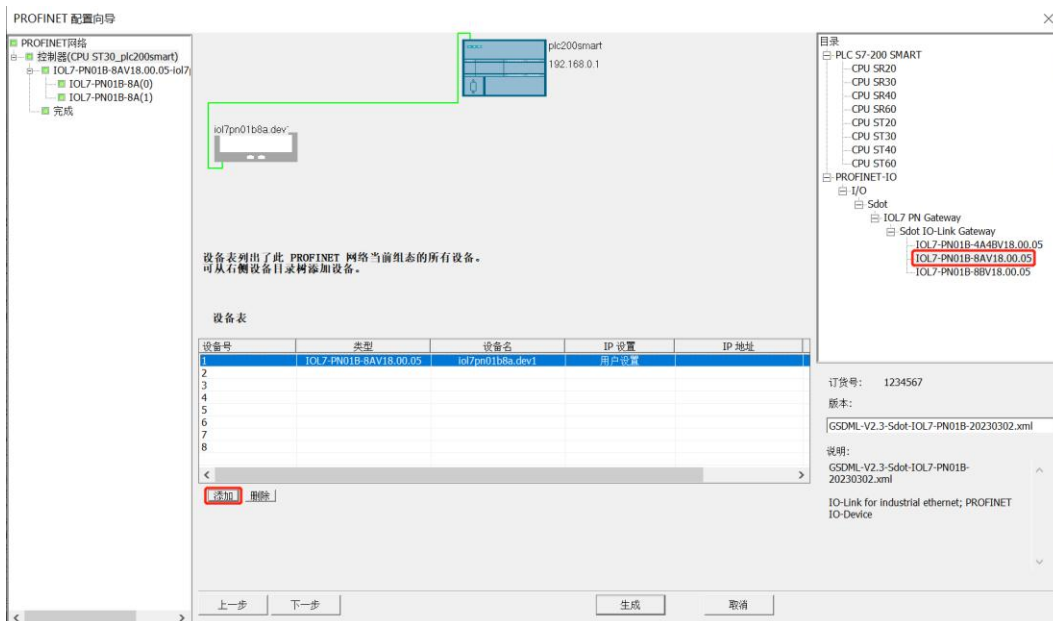 PROFINET 配置向导
PROFINET网络
控制器(CPU ST30_plc200smart)
IOL7-PN01B-8AV18.00.05-iol7
IOL7-PN01B-8A(0)
IOL7-PN01B-8A(1)
完成
plc200smart
192.168.0.1
iol7pn01b8a.dev1
设备表列出了此 PROFINET 网络当前组态的所有设备。
可从右侧设备目录树添加设备。
设备表
设备号 类型 设备名 IP 设置 IP 地址
1 IOL7-PN01B-8AV18.00.05 iol7pn01b8a.dev1 用户设置
2
3
4
5
6
7
8
添加 删除
上一步 下一步 生成 取消
目录
PLC S7-200 SMART
CPU SR20
CPU SR30
CPU SR40
CPU SR60
CPU ST20
CPU ST30
CPU ST40
CPU ST60
PROFINET-IO
I/O
Sdot
IOL7 PN Gateway
Sdot IO-Link Gateway
IOL7-PN01B-4A4BV18.00.05
IOL7-PN01B-8AV18.00.05
IOL7-PN01B-8BV18.00.05
订货号: 1234567
版本:
GSDML-V2.3-Sdot-IOL7-PN01B-20230302.xml
说明:
GSDML-V2.3-Sdot-IOL7-PN01B-
20230302.xml
IO-Link for industrial ethernet; PROFINET
IO-Device